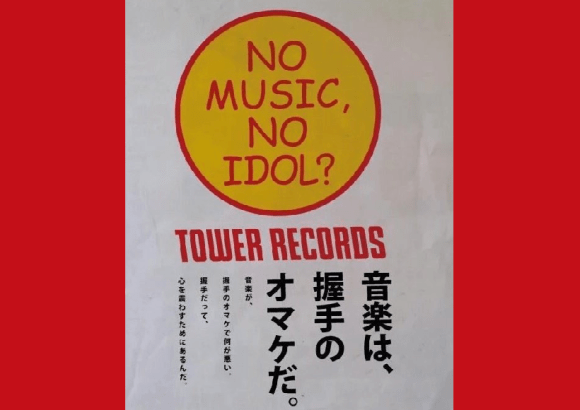 NO
MUSIC,
NO
IDOL?
TOWER RECORDS
音楽は、
握手の
オマケだ。
音楽が、
握手のオマケで何が悪い。
握手だって、
心を震わすためにあるんだ。